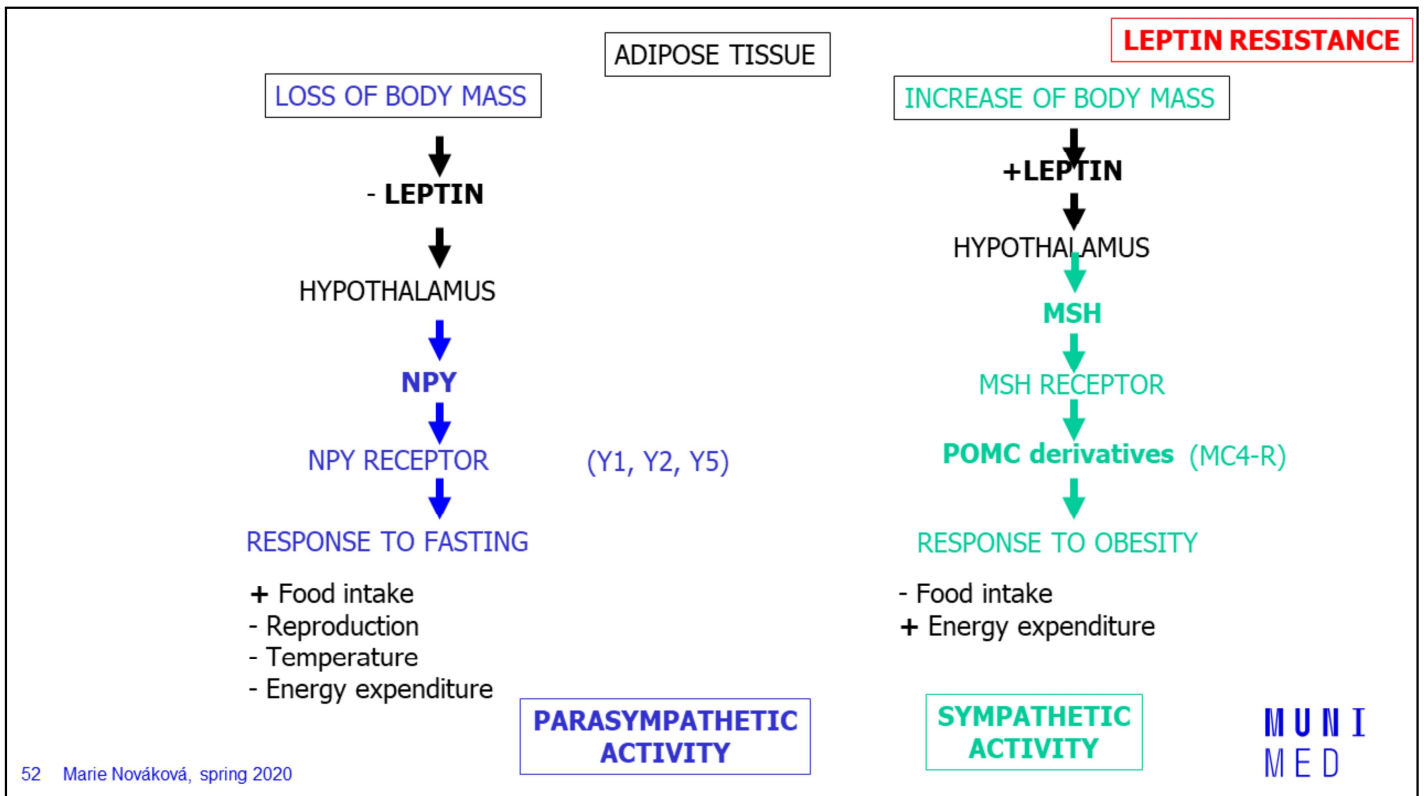 ADIPOSE TISSUE
LEPTIN RESISTANCE
LOSS OF BODY MASS
- LEPTIN
HYPOTHALAMUS
NPY
NPY RECEPTOR (Y1, Y2, Y5)
RESPONSE TO FASTING
+ Food intake
- Reproduction
- Temperature
- Energy expenditure
PARASYMPATHETIC
ACTIVITY
INCREASE OF BODY MASS
+LEPTIN
HYPOTHALAMUS
MSH
MSH RECEPTOR
POMC derivatives (MC4-R)
RESPONSE TO OBESITY
- Food intake
+ Energy expenditure
SYMPATHETIC
ACTIVITY
52 Marie Nováková, spring 2020
MUNI
MED